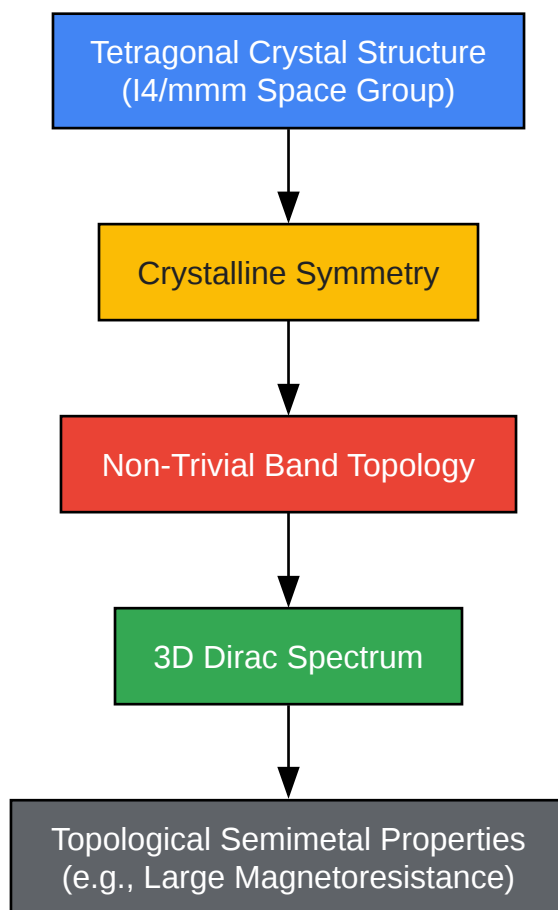 Tetragonal Crystal Structure
(I4/mmm Space Group)
Crystalline Symmetry
Non-Trivial Band Topology
3D Dirac Spectrum
Topological Semimetal Properties
(e.g., Large Magnetoresistance)